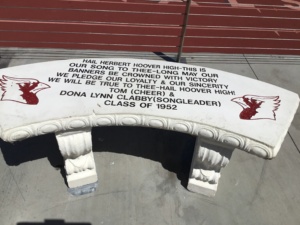 HAIL HERBERT HOOVER HIGH-THIS IS
OUR SONG TO THEE-LONG MAY OUR
BANNERS BE CROWNED WITH VICTORY
WE PLEDGE OUR LOYALTY & OUR SINCERITY
WE WILL BE TRUE TO THEE-HAIL HOOVER HIGH!
TOM (CHEER) &
DONA LYNN CLABBY(SONGLEADER)
CLASS OF 1952